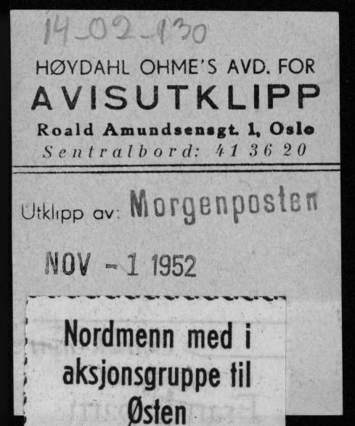 14-02-130
HØYDAHL OHME'S AVD. FOR
AVISUTKLIPP
Roald Amundsensgt. 1, Oslo
Sentralbord: 41 36 20
Utklipp av: Morgenposten
NOV - 1 1952
Nordmenn med i
aksjonsgruppe til
Østen